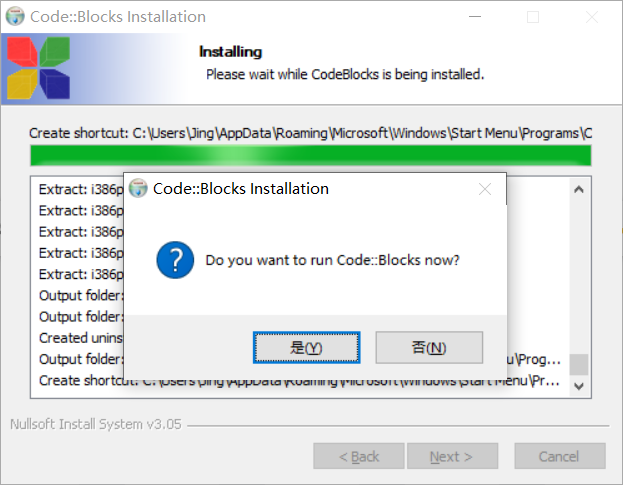 Code::Blocks Installation
Installing
Please wait while CodeBlocks is being installed.
Create shortcut: C:\Users\Jing\AppData\Roaming\Microsoft\Windows\Start Menu\Programs\C
Extract: i386p
Extract: i386p
Extract: i386p
Extract: i386p
Extract: i386p
Output folder:
Output folder:
Created unins
Output folder: u\Prog...
Create shortcut: C:\Users\Jing\AppData\Roaming\Microsoft\Windows\Start Menu\Pr...
Code::Blocks Installation
Do you want to run Code::Blocks now?
是(Y) 否(N)
Nullsoft Install System v3.05
< Back Next > Cancel